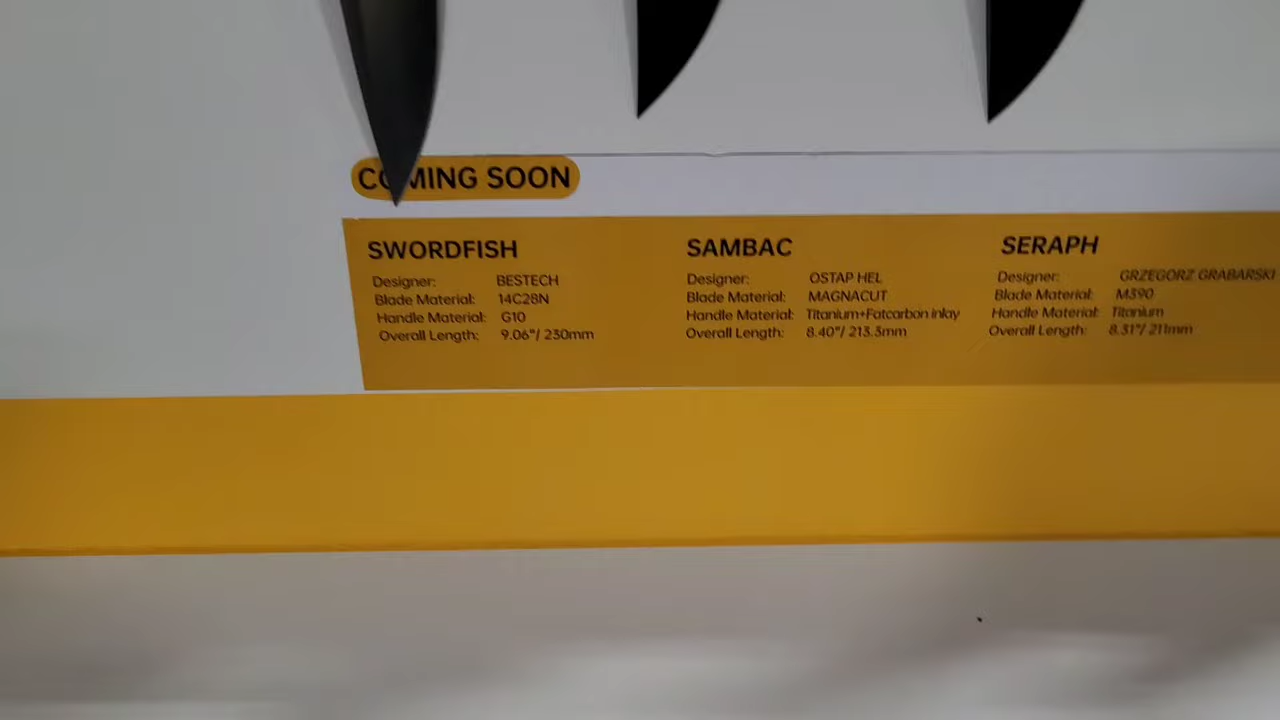 COMING SOON
SWORDFISH
Designer: BESTECH
Blade Material: 14C28N
Handle Material: G10
Overall Length: 9.06"/ 230mm
SAMBAC
Designer: OSTAP HEL
Blade Material: MAGNACUT
Handle Material: Titanium+Fatcarbon inlay
Overall Length: 8.40"/ 213.3mm
SERAPH
Designer: GRZEGORZ GRABARSKI
Blade Material: M390
Handle Material: Titanium
Overall Length: 8.31"/ 211mm